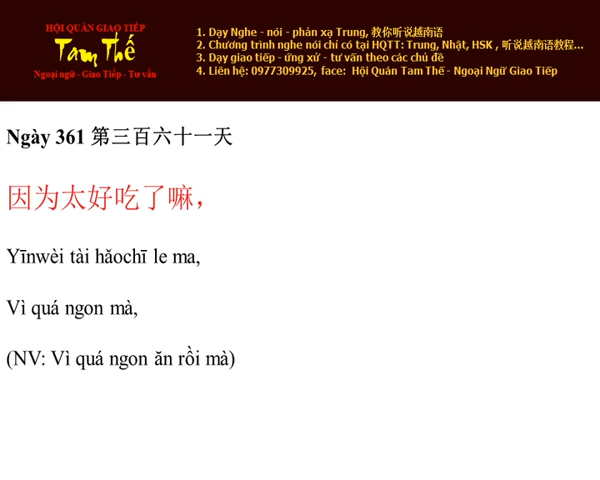 HỘI QUÁN GIAO TIẾP
Tam Thế
Ngoại ngữ - Giao Tiếp - Tư vấn
1. Dạy Nghe - nói - phản xạ Trung, 教你听说越南语
2. Chương trình nghe nói chỉ có tại HQTT: Trung, Nhật, HSK , 听说越南语教程...
3. Dạy giao tiếp - ứng xử - tư vấn theo các chủ đề
4. Liên hệ: 0977309925, face: Hội Quán Tam Thế - Ngoại Ngữ Giao Tiếp
Ngày 361 第三百六十一天
因为太好吃了嘛，
Yīnwèi tài hǎochī le ma,
Vì quá ngon mà,
(NV: Vì quá ngon ăn rồi mà)